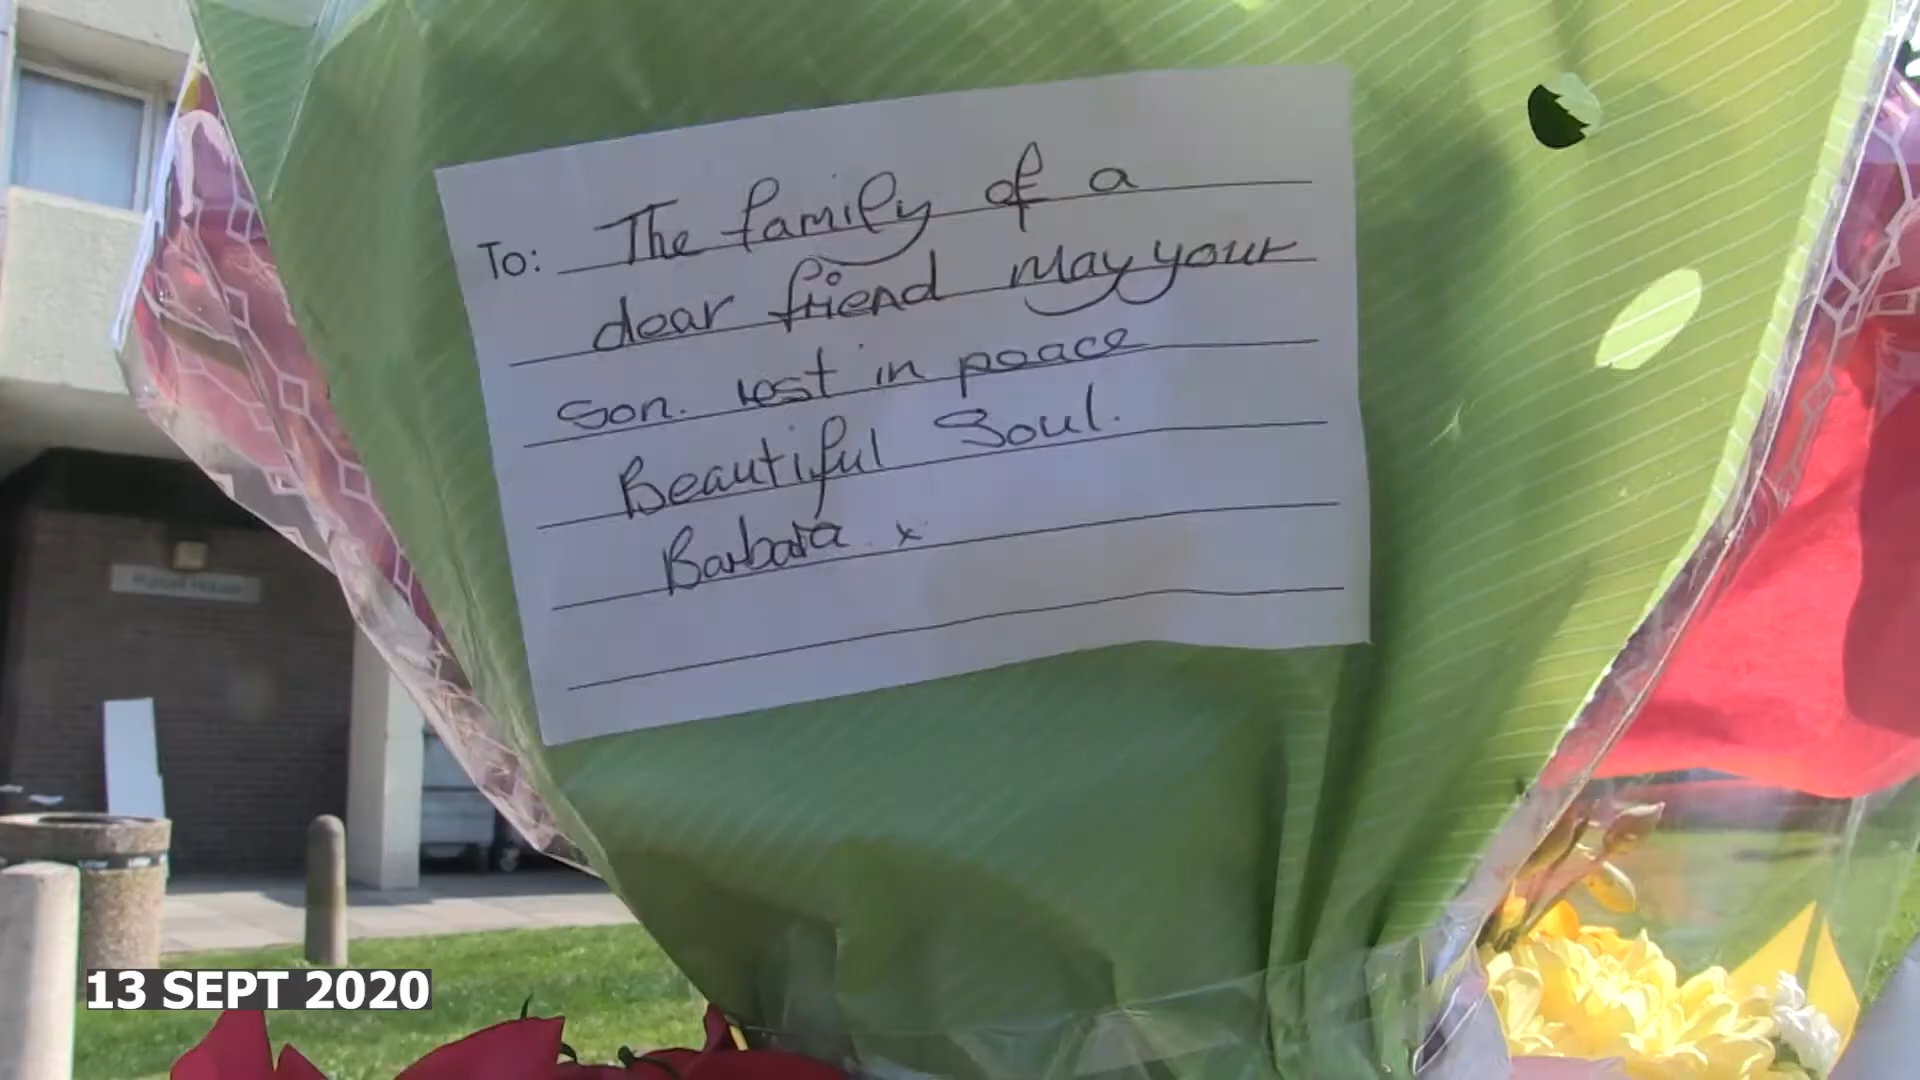 To: The family of a
dear friend may your
son. rest in peace
Beautiful Soul.
Barbara. x
13 SEPT 2020